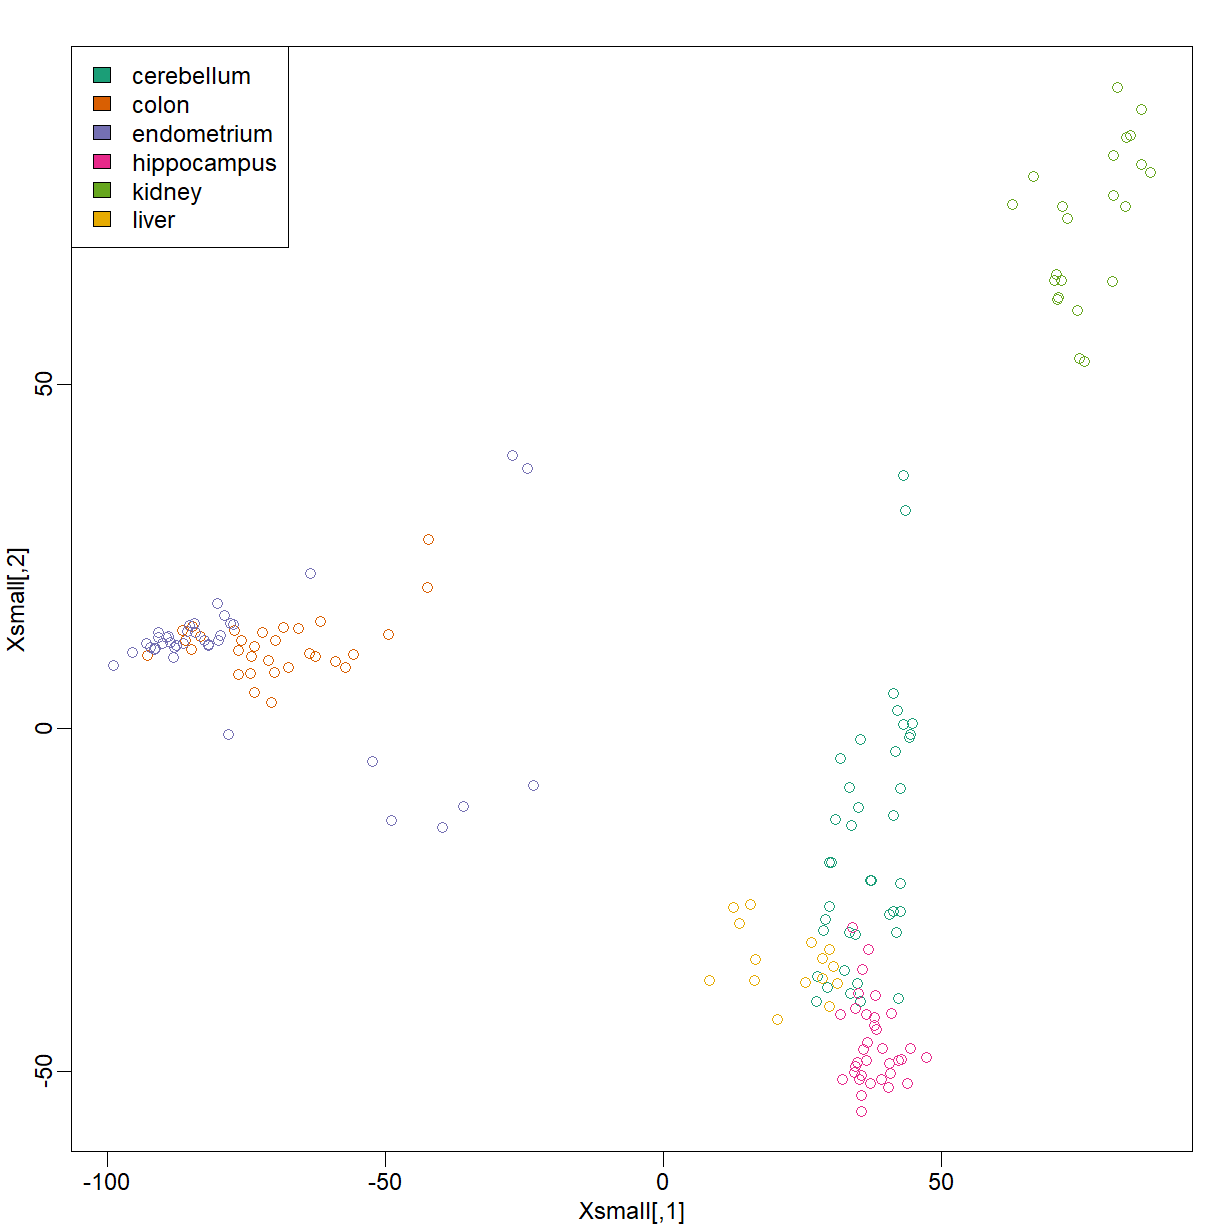 cerebellum
colon
endometrium
hippocampus
kidney
liver
Xsmall[,2]
50
0
-50
-100
-50
0
50
Xsmall[,1]